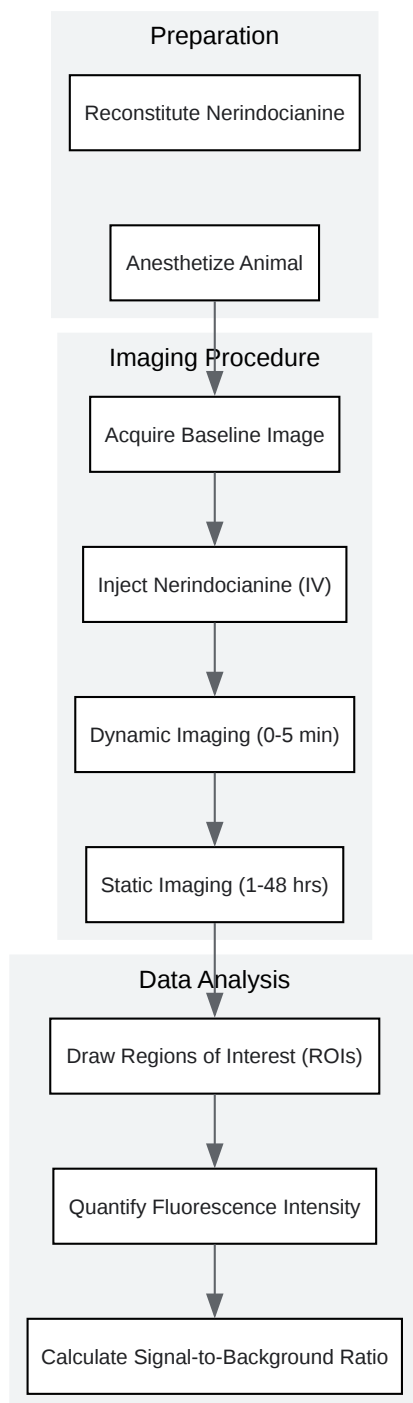 Preparation
Reconstitute Nerindocianine
Anesthetize Animal
Imaging Procedure
Acquire Baseline Image
Inject Nerindocianine (IV)
Dynamic Imaging (0-5 min)
Static Imaging (1-48 hrs)
Data Analysis
Draw Regions of Interest (ROIs)
Quantify Fluorescence Intensity
Calculate Signal-to-Background Ratio